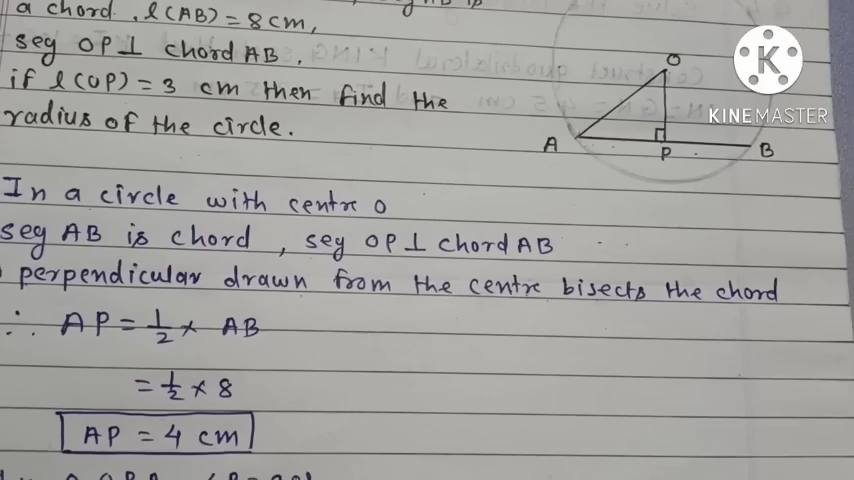 a chord, l(AB) = 8 cm,
seg OP ⊥ chord AB.
if l(OP) = 3 cm then find the
radius of the circle.
O
A
P
B
K
KINEMASTER
In a circle with centre O
seg AB is chord, seg OP ⊥ chord AB
perpendicular drawn from the centre bisects the chord
∴ AP = 1/2 × AB
= 1/2 × 8
AP = 4 cm